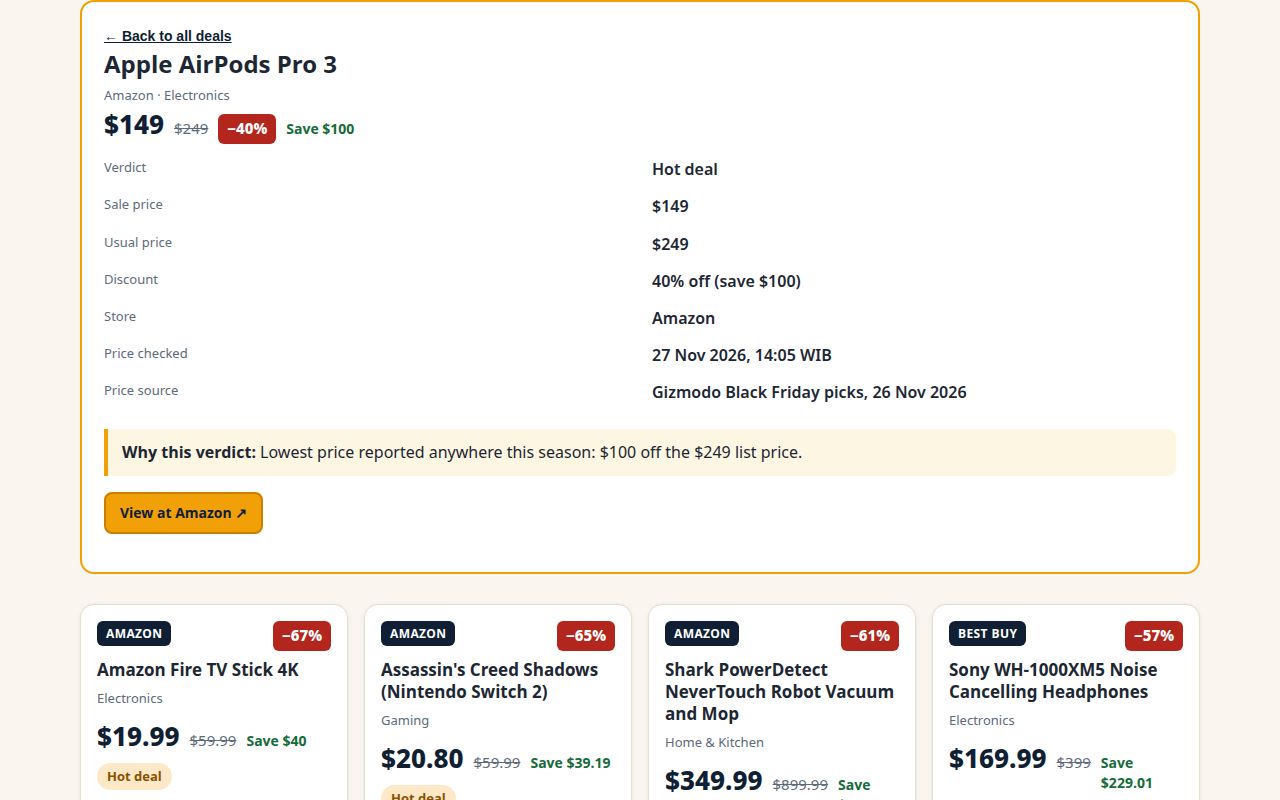 ← Back to all deals
Apple AirPods Pro 3
Amazon · Electronics
$149 $249 −40% Save $100
Verdict Hot deal
Sale price $149
Usual price $249
Discount 40% off (save $100)
Store Amazon
Price checked 27 Nov 2026, 14:05 WIB
Price source Gizmodo Black Friday picks, 26 Nov 2026
Why this verdict: Lowest price reported anywhere this season: $100 off the $249 list price.
View at Amazon ↗
AMAZON −67%
Amazon Fire TV Stick 4K
Electronics
$19.99 $59.99 Save $40
Hot deal
AMAZON −65%
Assassin's Creed Shadows
(Nintendo Switch 2)
Gaming
$20.80 $59.99 Save $39.19
Hot deal
AMAZON −61%
Shark PowerDetect
NeverTouch Robot Vacuum
and Mop
Home & Kitchen
$349.99 $899.99 Save
BEST BUY −57%
Sony WH-1000XM5 Noise
Cancelling Headphones
Electronics
$169.99 $399 Save
$229.01